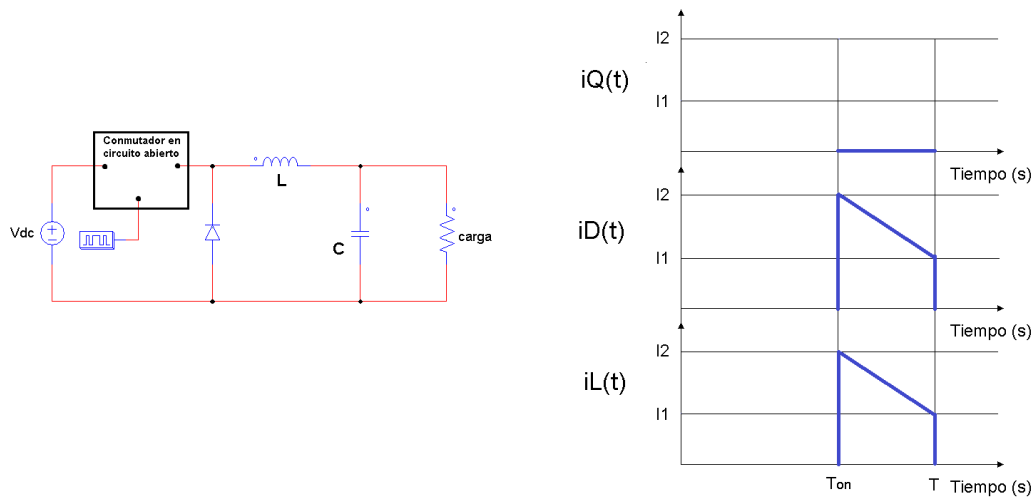 Conmutador en
circuito abierto
Vdc
L
C
carga
I2
iQ(t)
I1
Tiempo (s)
I2
iD(t)
I1
Tiempo (s)
I2
iL(t)
I1
Ton
T
Tiempo (s)